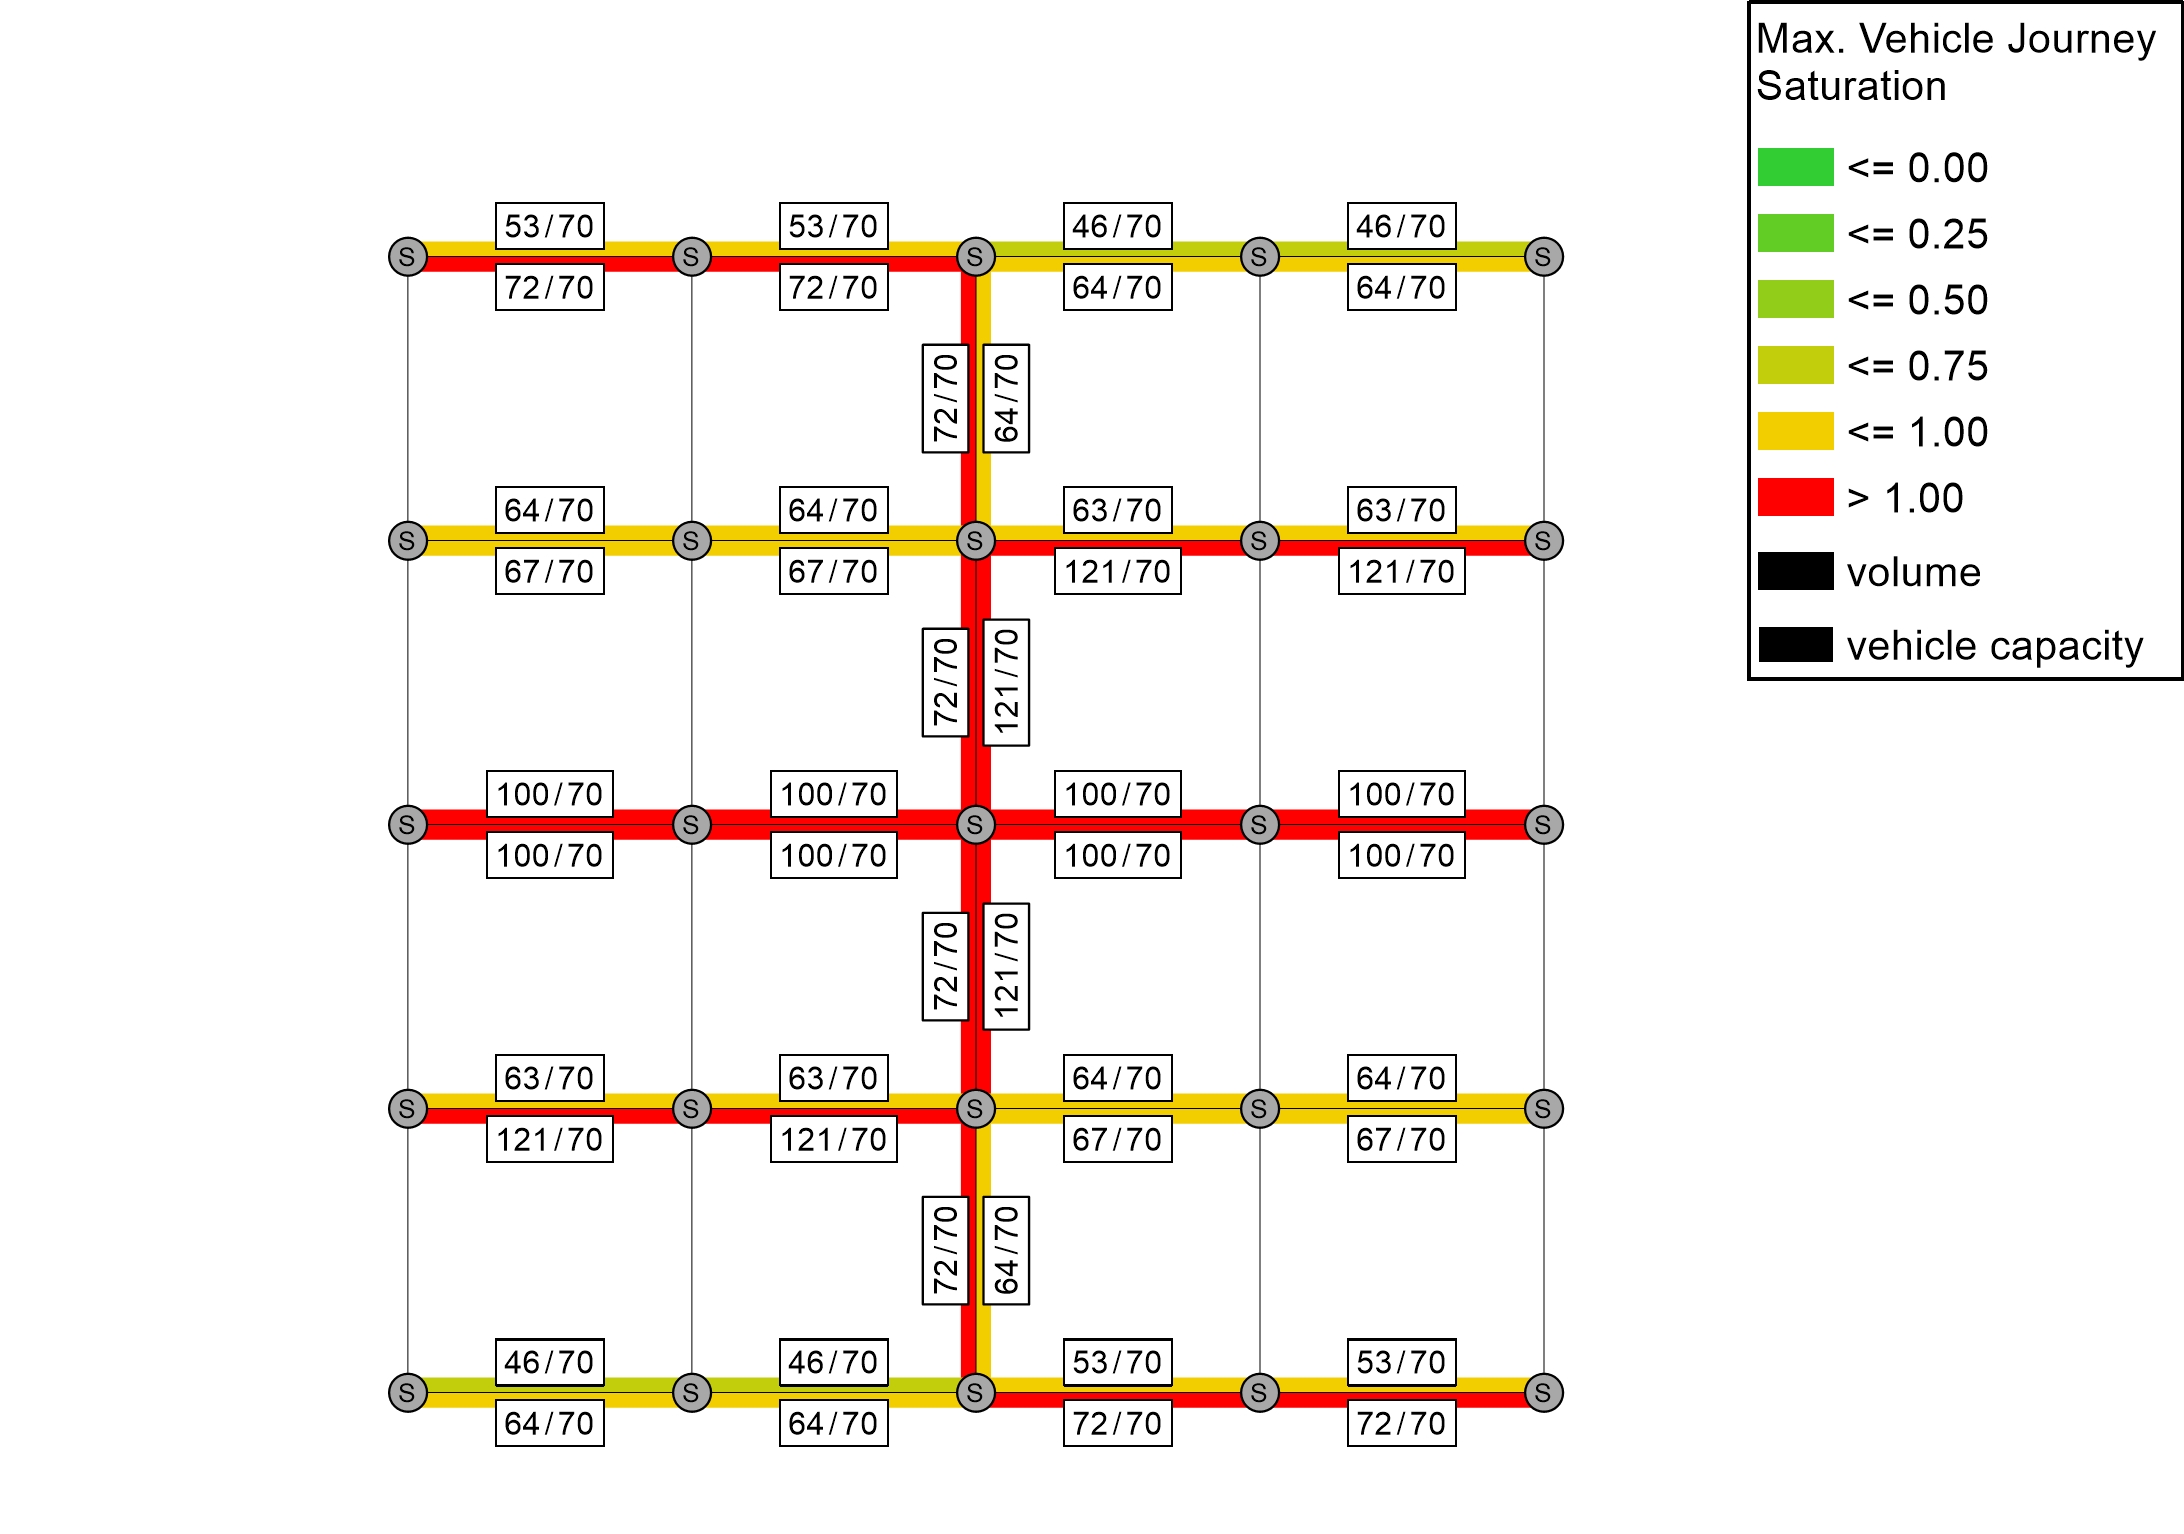 Max. Vehicle Journey
Saturation
<= 0.00
<= 0.25
<= 0.50
<= 0.75
<= 1.00
> 1.00
volume
vehicle capacity
53/70 53/70 46/70 46/70
S S S S S
72/70 72/70 64/70 64/70
72/70 64/70
64/70 64/70 63/70 63/70
S S S S S
67/70 67/70 121/70 121/70
72/70 121/70
100/70 100/70 100/70 100/70
S S S S S
100/70 100/70 100/70 100/70
72/70 121/70
63/70 63/70 64/70 64/70
S S S S S
121/70 121/70 67/70 67/70
72/70 64/70
46/70 46/70 53/70 53/70
S S S S S
64/70 64/70 72/70 72/70